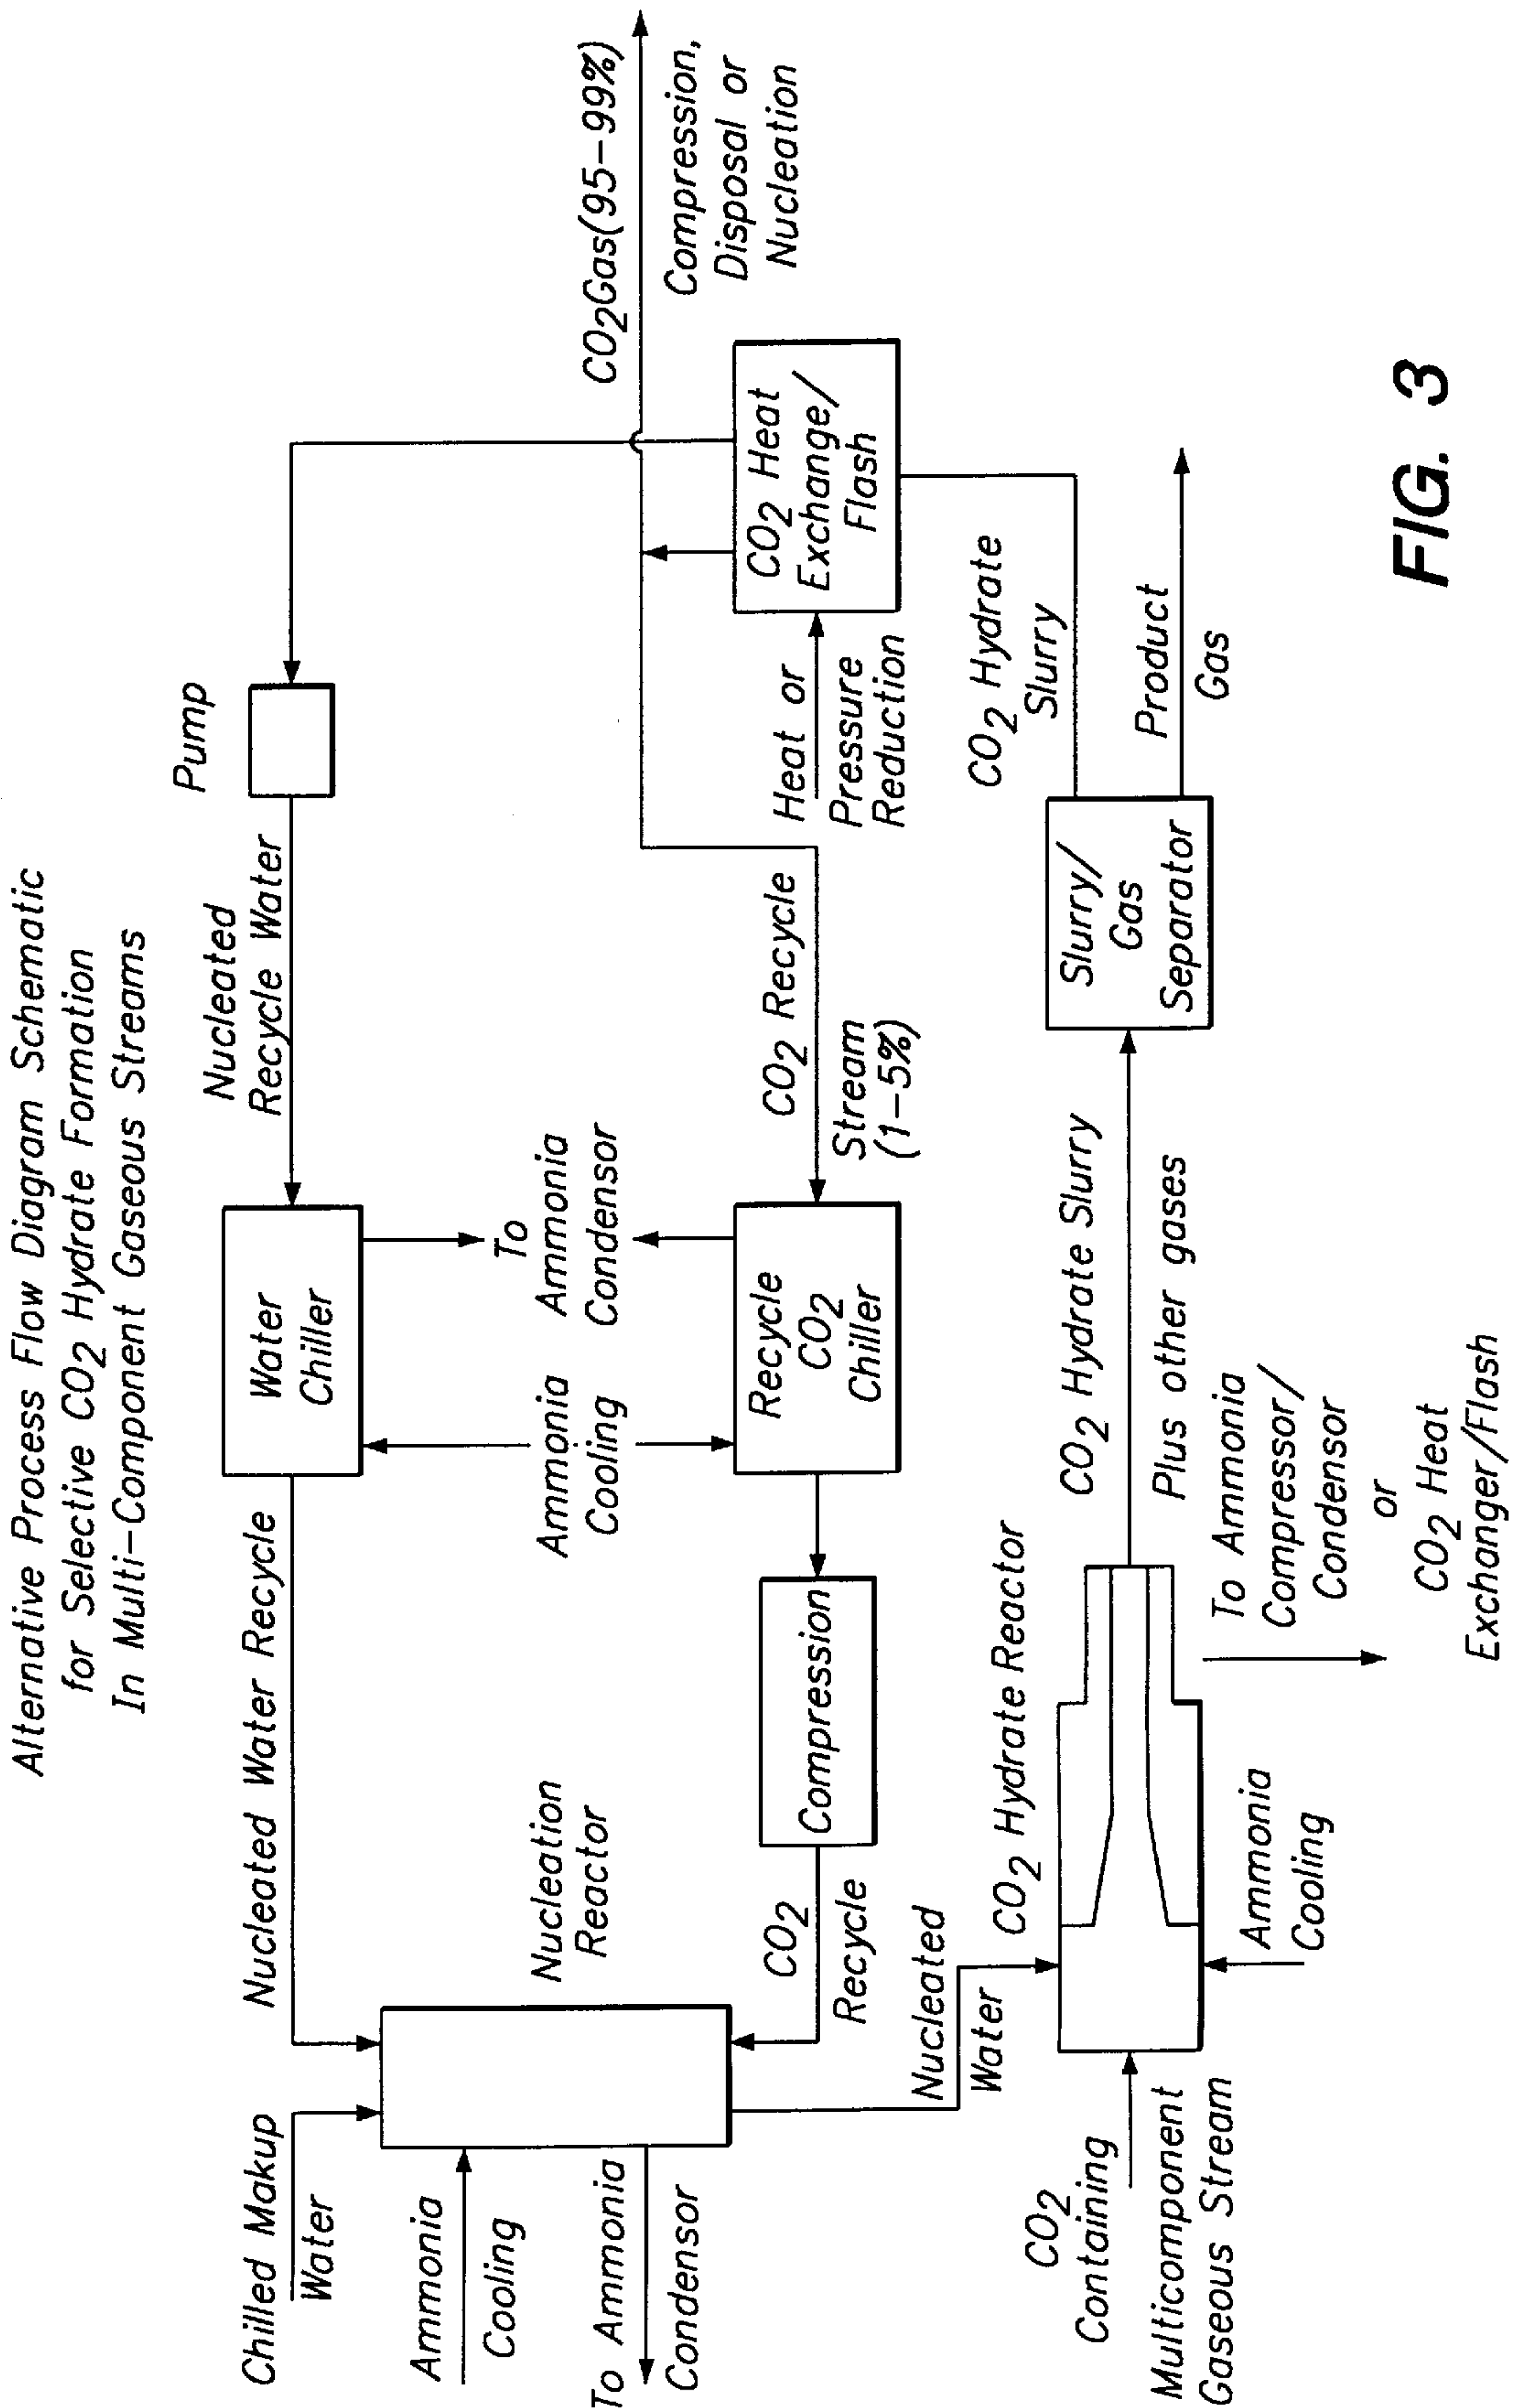 Alternative Process Flow Diagram Schematic
for Selective CO2 Hydrate Formation
In Multi-Component Gaseous Streams
Chilled Makup
Water
Nucleated Water Recycle
Water
Chiller
Nucleated
Recycle Water
Pump
Ammonia
Cooling
To Ammonia
Condensor
Nucleation
Reactor
Ammonia
Cooling
To
Ammonia
Condensor
CO2Gas(95-99%)
Compression,
Disposal or
Nucleation
CO2
Recycle
Compression
Recycle
CO2
Chiller
CO2 Recycle
Stream
(1-5%)
Heat or
Pressure
Reduction
CO2 Heat
Exchange/
Flash
Nucleated
Water
CO2 Hydrate Reactor
CO2
Containing
Multicomponent
Gaseous Stream
Ammonia
Cooling
To Ammonia
Compressor/
Condensor
or
CO2 Heat
Exchanger/Flash
CO2 Hydrate Slurry
Plus other gases
Slurry/
Gas
Separator
CO2 Hydrate
Slurry
Product
Gas
FIG. 3